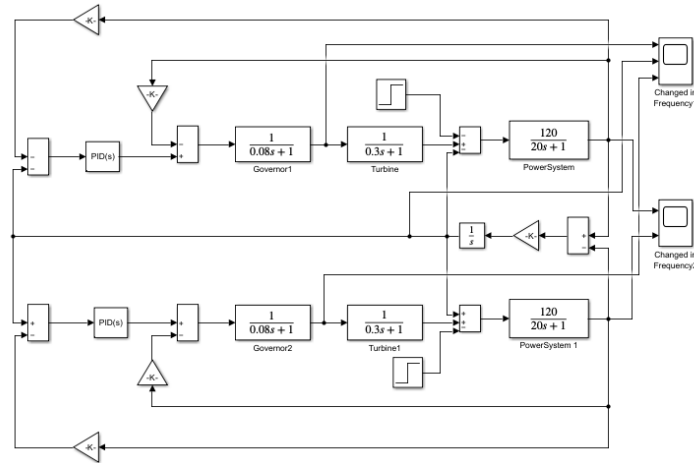 -K-
-K-
PID(s)
1
0.08s + 1
Governor1
1
0.3s + 1
Turbine
120
20s + 1
PowerSystem
Changed in
Frequency
1
s
-K-
Changed in
Frequency2
PID(s)
1
0.08s + 1
Governor2
1
0.3s + 1
Turbine1
120
20s + 1
PowerSystem 1
-K-
-K-